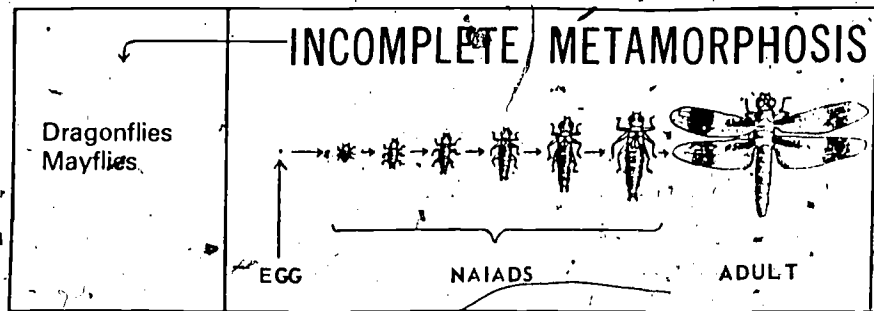 INCOMPLETE METAMORPHOSIS
Dragonflies
Mayflies
EGG
NAIADS
ADULT